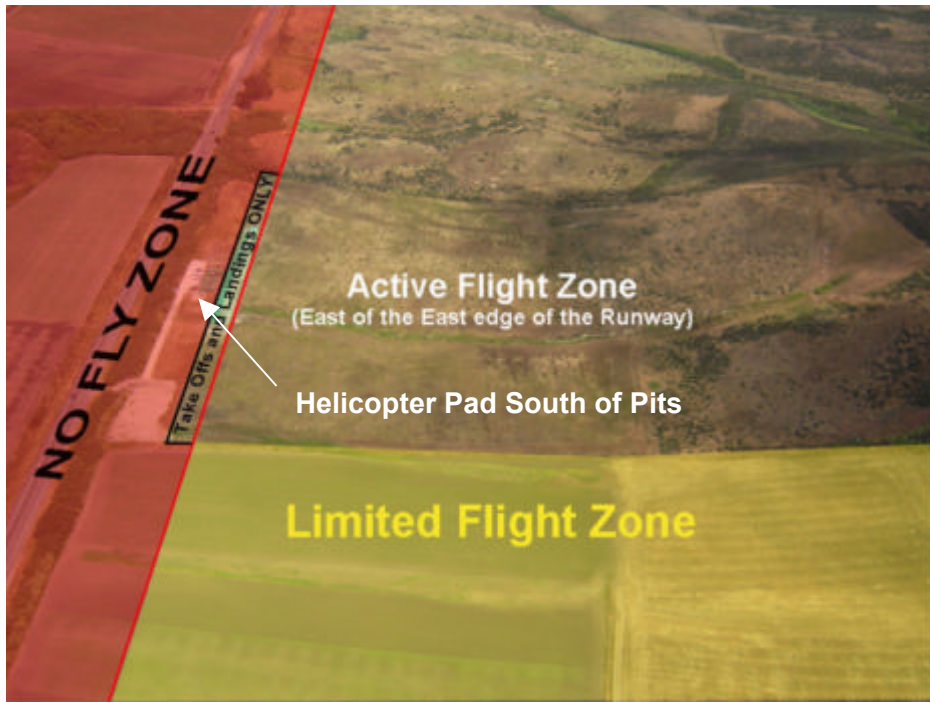 NO FLY ZONE
Take Offs and Landings ONLY
Active Flight Zone
(East of the East edge of the Runway)
Helicopter Pad South of Pits
Limited Flight Zone